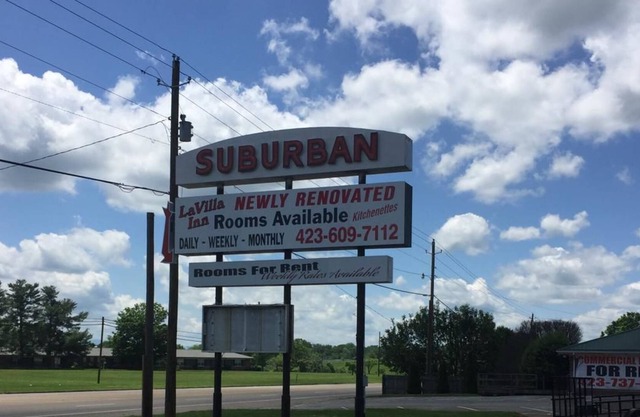 SUBURBAN
LaVilla Inn
NEWLY RENOVATED
Rooms Available Kitchenettes
DAILY - WEEKLY - MONTHLY 423-609-7112
Rooms For Rent
Weekly Rates Available
COMMERCIAL
FOR R
23-737